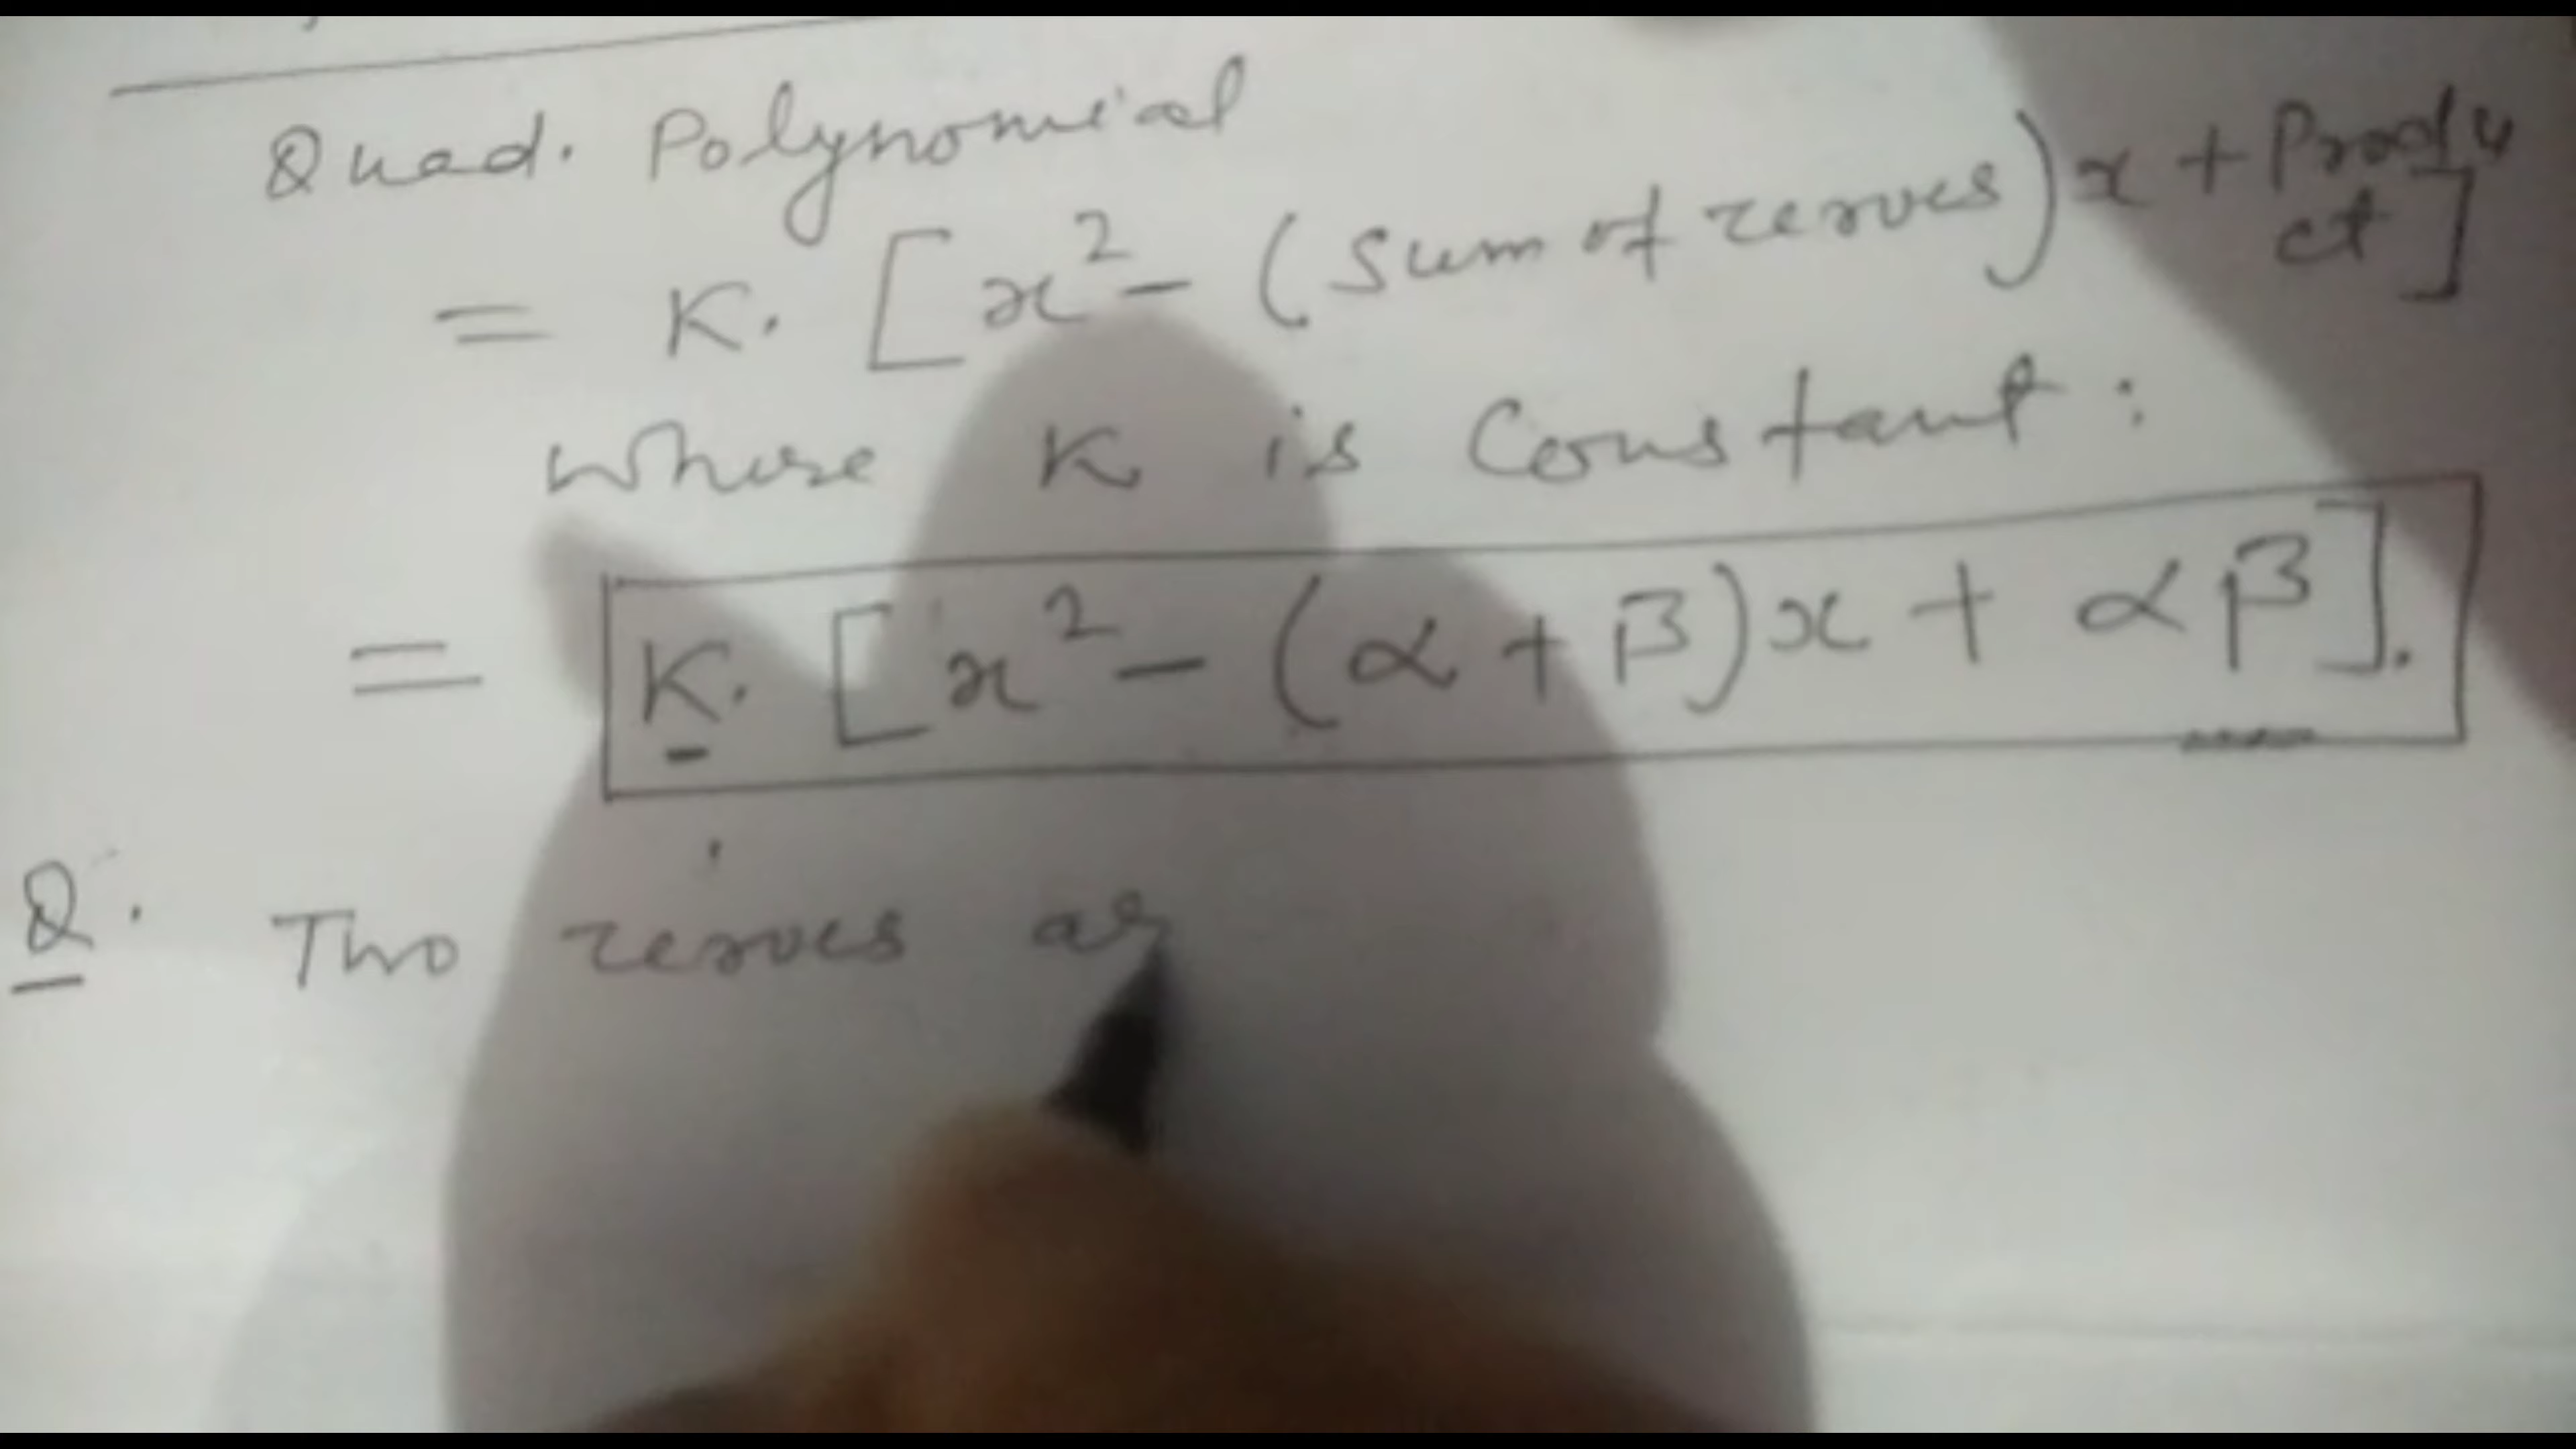 Quad. Polynomial
= K. [x² - (Sum of zeroes)x + Product]
where K is Constant:
= K. [x² - (α + β)x + αβ].
Q. Two zeroes are